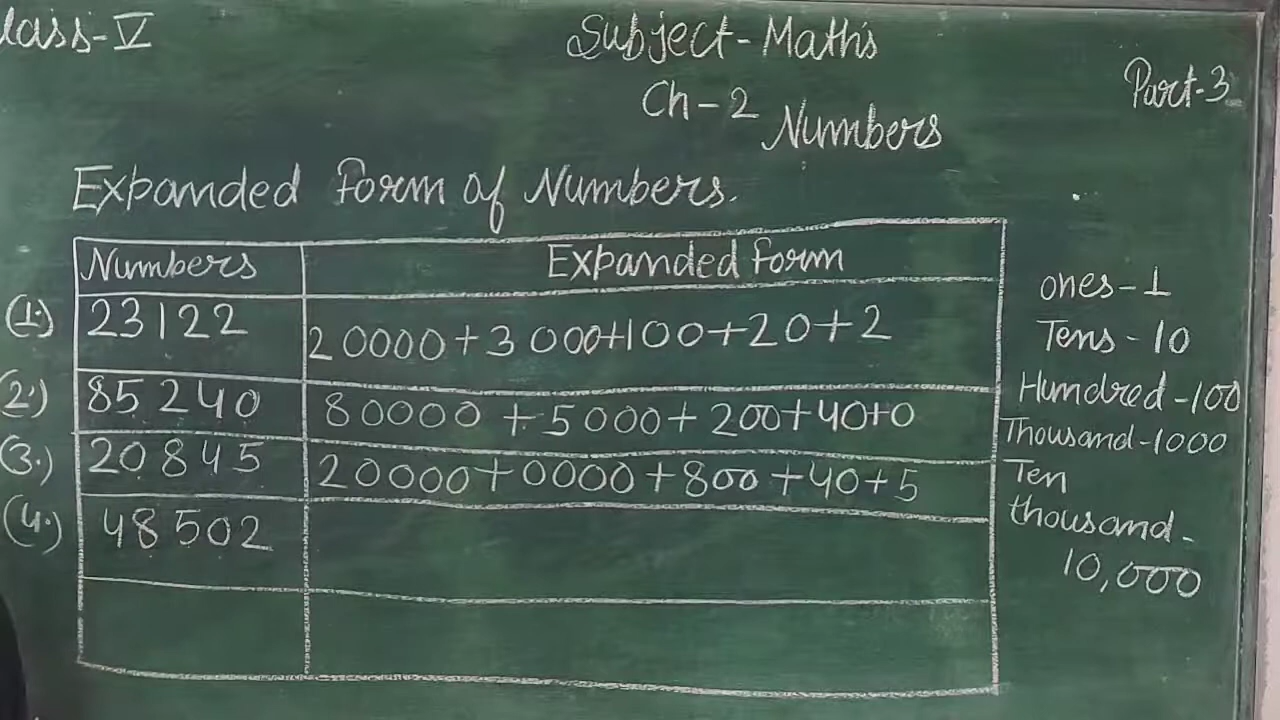 lass-V
Subject-Maths
Part-3
Ch-2 Numbers
Expanded Form of Numbers.
Numbers Expanded Form
(1.) 23122 20000+3000+100+20+2
(2.) 85240 80000+5000+200+40+0
(3.) 20845 20000+0000+800+40+5
(4.) 48502
ones-1
Tens-10
Hundred-100
Thousand-1000
Ten
thousand-
10,000